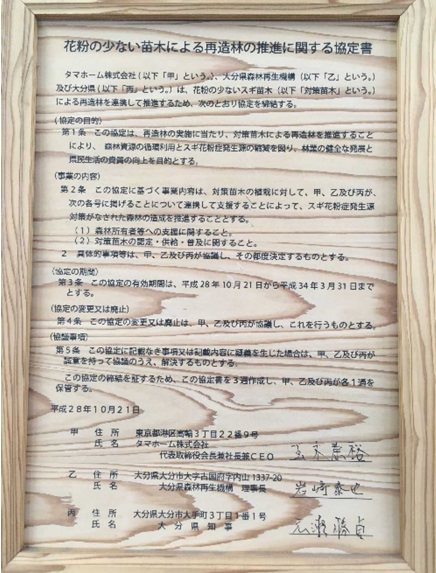 花粉の少ない苗木による再造林の推進に関する協定書
タマホーム株式会社(以下「甲」という。)、大分県森林再生機構(以下「乙」という。)
及び大分県(以下「丙」という。)は、花粉の少ないスギ苗木(以下「対策苗木」という。)
による再造林を連携して推進するため、次のとおり協定を締結する。
(協定の目的)
第1条 この協定は、再造林の実施に当たり、対策苗木による再造林を推進すること
により、森林資源の循環利用とスギ花粉症発生源の縮減を図り、林業の健全な発展と
県民生活の資質の向上を目的とする。
(事業の内容)
第2条 この協定に基づく事業内容は、対策苗木の植栽に対して、甲、乙及び丙が、
次の各号に掲げることについて連携して支援することによって、スギ花粉症発生源
対策がなされた森林の造成を推進することとする。
(1)森林所有者等への支援に関すること。
(2)対策苗木の認定・供給・普及に関すること。
2 具体的事項等は、甲、乙及び丙が協議し、その都度決定するものとする。
(協定の期間)
第3条 この協定の有効期間は、平成28年10月21日から平成34年3月31日まで
とする。
(協定の変更又は廃止)
第4条 この協定の変更又は廃止は、甲、乙及び丙が協議し、これを行うものとする。
(協議事項)
第5条 この協定に記載なき事項又は記載内容に疑義を生じた場合は、甲、乙及び丙が
誠意を持って協議のうえ、解決するものとする。
この協定の締結を証するため、この協定書を3通作成し、甲、乙及び丙が各1通を
保管する。
平成28年10月21日
甲 住所 東京都港区高輪3丁目22番9号
氏名 タマホーム株式会社
代表取締役会長兼社長兼CEO 玉木康裕
乙 住所 大分県大分市大字古国府字内山1337-20
氏名 大分県森林再生機構 理事長 岩﨑泰也
丙 住所 大分県大分市大手町3丁目1番1号
氏名 大分県知事 広瀬勝貞